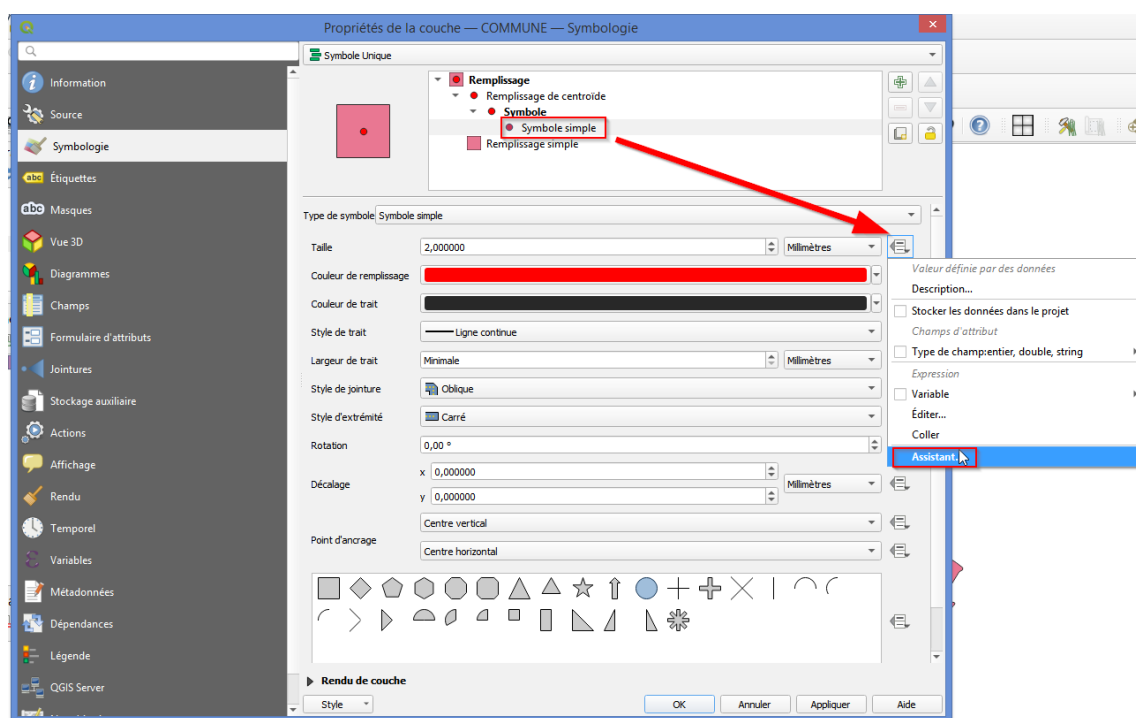 Propriétés de la couche — COMMUNE — Symbologie
Information
Source
Symbologie
abc Étiquettes
abc Masques
Vue 3D
Diagrammes
Champs
Formulaire d'attributs
Jointures
Stockage auxiliaire
Actions
Affichage
Rendu
Temporel
Variables
Métadonnées
Dépendances
Légende
QGIS Server
Symbole Unique
Remplissage
Remplissage de centroïde
Symbole
Symbole simple
Remplissage simple
Type de symbole Symbole simple
Taille 2,000000 Millimètres
Couleur de remplissage
Couleur de trait
Style de trait Ligne continue
Largeur de trait Minimale Millimètres
Style de jointure Oblique
Style d'extrémité Carré
Rotation 0,00 °
Décalage x 0,000000 Millimètres
y 0,000000
Point d'ancrage Centre vertical
Centre horizontal
Rendu de couche
Style OK Annuler Appliquer Aide
Valeur définie par des données
Description...
Stocker les données dans le projet
Champs d'attribut
Type de champ:entier, double, string
Expression
Variable
Éditer...
Coller
Assistant...